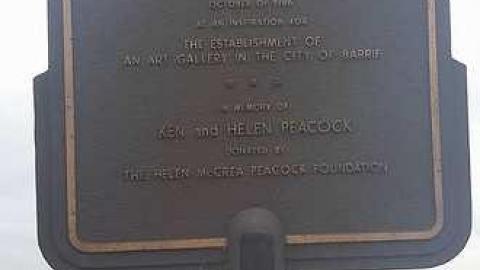 OCTOBER OF 1986
AS AN INSPIRATION FOR
THE ESTABLISHMENT OF
AN ART GALLERY IN THE CITY OF BARRIE
IN MEMORY OF
KEN and HELEN PEACOCK
DONATED BY
THE HELEN McCREA PEACOCK FOUNDATION